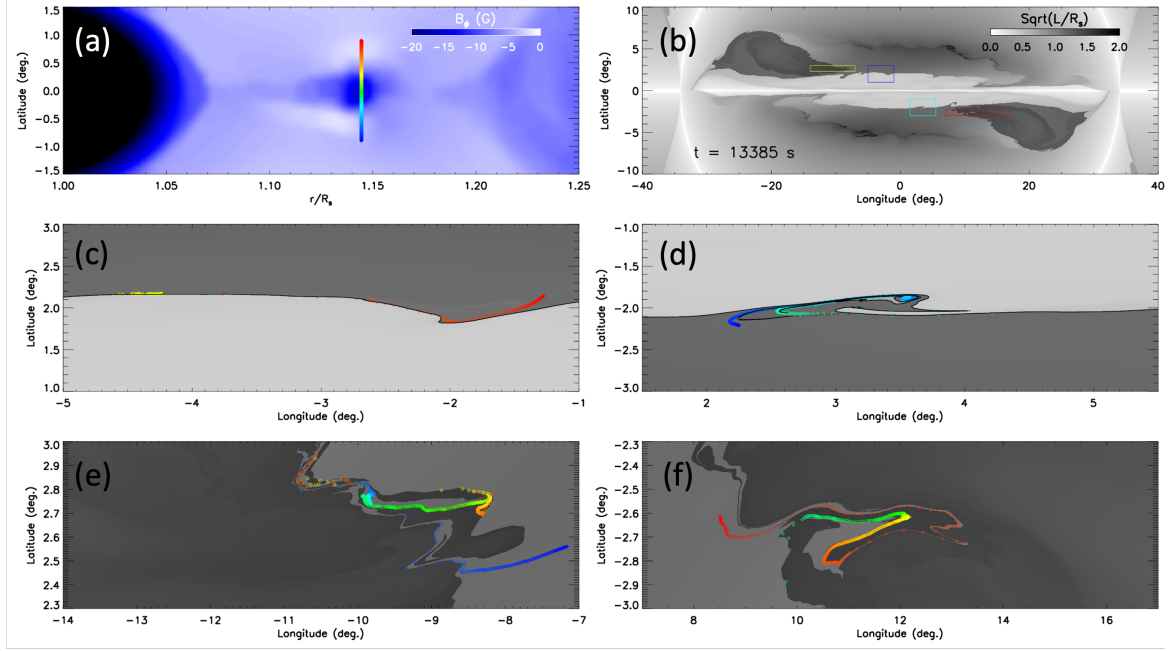 (a)
B_ϕ (G)
−20 −15 −10 −5 0
1.5
1.0
0.5
0.0
−0.5
−1.0
−1.5
Latitude (deg.)
1.00 1.05 1.10 1.15 1.20 1.25
r/R_s
(b)
Sqrt(L/R_s)
0.0 0.5 1.0 1.5 2.0
10
5
0
−5
−10
Latitude (deg.)
t = 13385 s
−40 −20 0 20 40
Longitude (deg.)
(c)
3.0
2.5
2.0
1.5
1.0
Latitude (deg.)
−5 −4 −3 −2 −1
Longitude (deg.)
(d)
−1.0
−1.5
−2.0
−2.5
−3.0
Latitude (deg.)
2 3 4 5
Longitude (deg.)
(e)
3.0
2.9
2.8
2.7
2.6
2.5
2.4
2.3
Latitude (deg.)
−14 −13 −12 −11 −10 −9 −8 −7
Longitude (deg.)
(f)
−2.3
−2.4
−2.5
−2.6
−2.7
−2.8
−2.9
−3.0
Latitude (deg.)
8 10 12 14 16
Longitude (deg.)